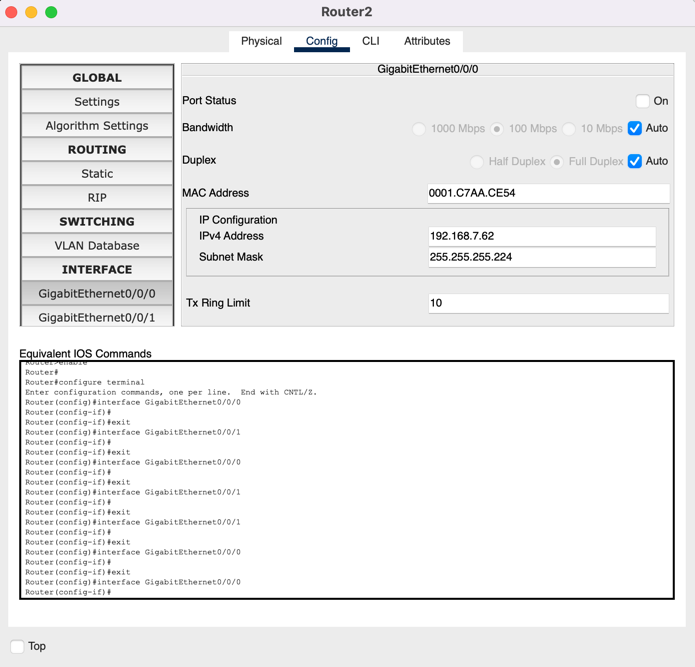 Router2
Physical Config CLI Attributes
GLOBAL
Settings
Algorithm Settings
ROUTING
Static
RIP
SWITCHING
VLAN Database
INTERFACE
GigabitEthernet0/0/0
GigabitEthernet0/0/1
GigabitEthernet0/0/0
Port Status On
Bandwidth 1000 Mbps 100 Mbps 10 Mbps Auto
Duplex Half Duplex Full Duplex Auto
MAC Address 0001.C7AA.CE54
IP Configuration
IPv4 Address 192.168.7.62
Subnet Mask 255.255.255.224
Tx Ring Limit 10
Equivalent IOS Commands
Router>enable
Router#
Router#configure terminal
Enter configuration commands, one per line. End with CNTL/Z.
Router(config)#interface GigabitEthernet0/0/0
Router(config-if)#
Router(config-if)#exit
Router(config)#interface GigabitEthernet0/0/1
Router(config-if)#
Router(config-if)#exit
Router(config)#interface GigabitEthernet0/0/0
Router(config-if)#
Router(config-if)#exit
Router(config)#interface GigabitEthernet0/0/1
Router(config-if)#
Router(config-if)#exit
Router(config)#interface GigabitEthernet0/0/1
Router(config-if)#
Router(config-if)#exit
Router(config)#interface GigabitEthernet0/0/0
Router(config-if)#
Router(config-if)#exit
Router(config)#interface GigabitEthernet0/0/0
Router(config-if)#
Top